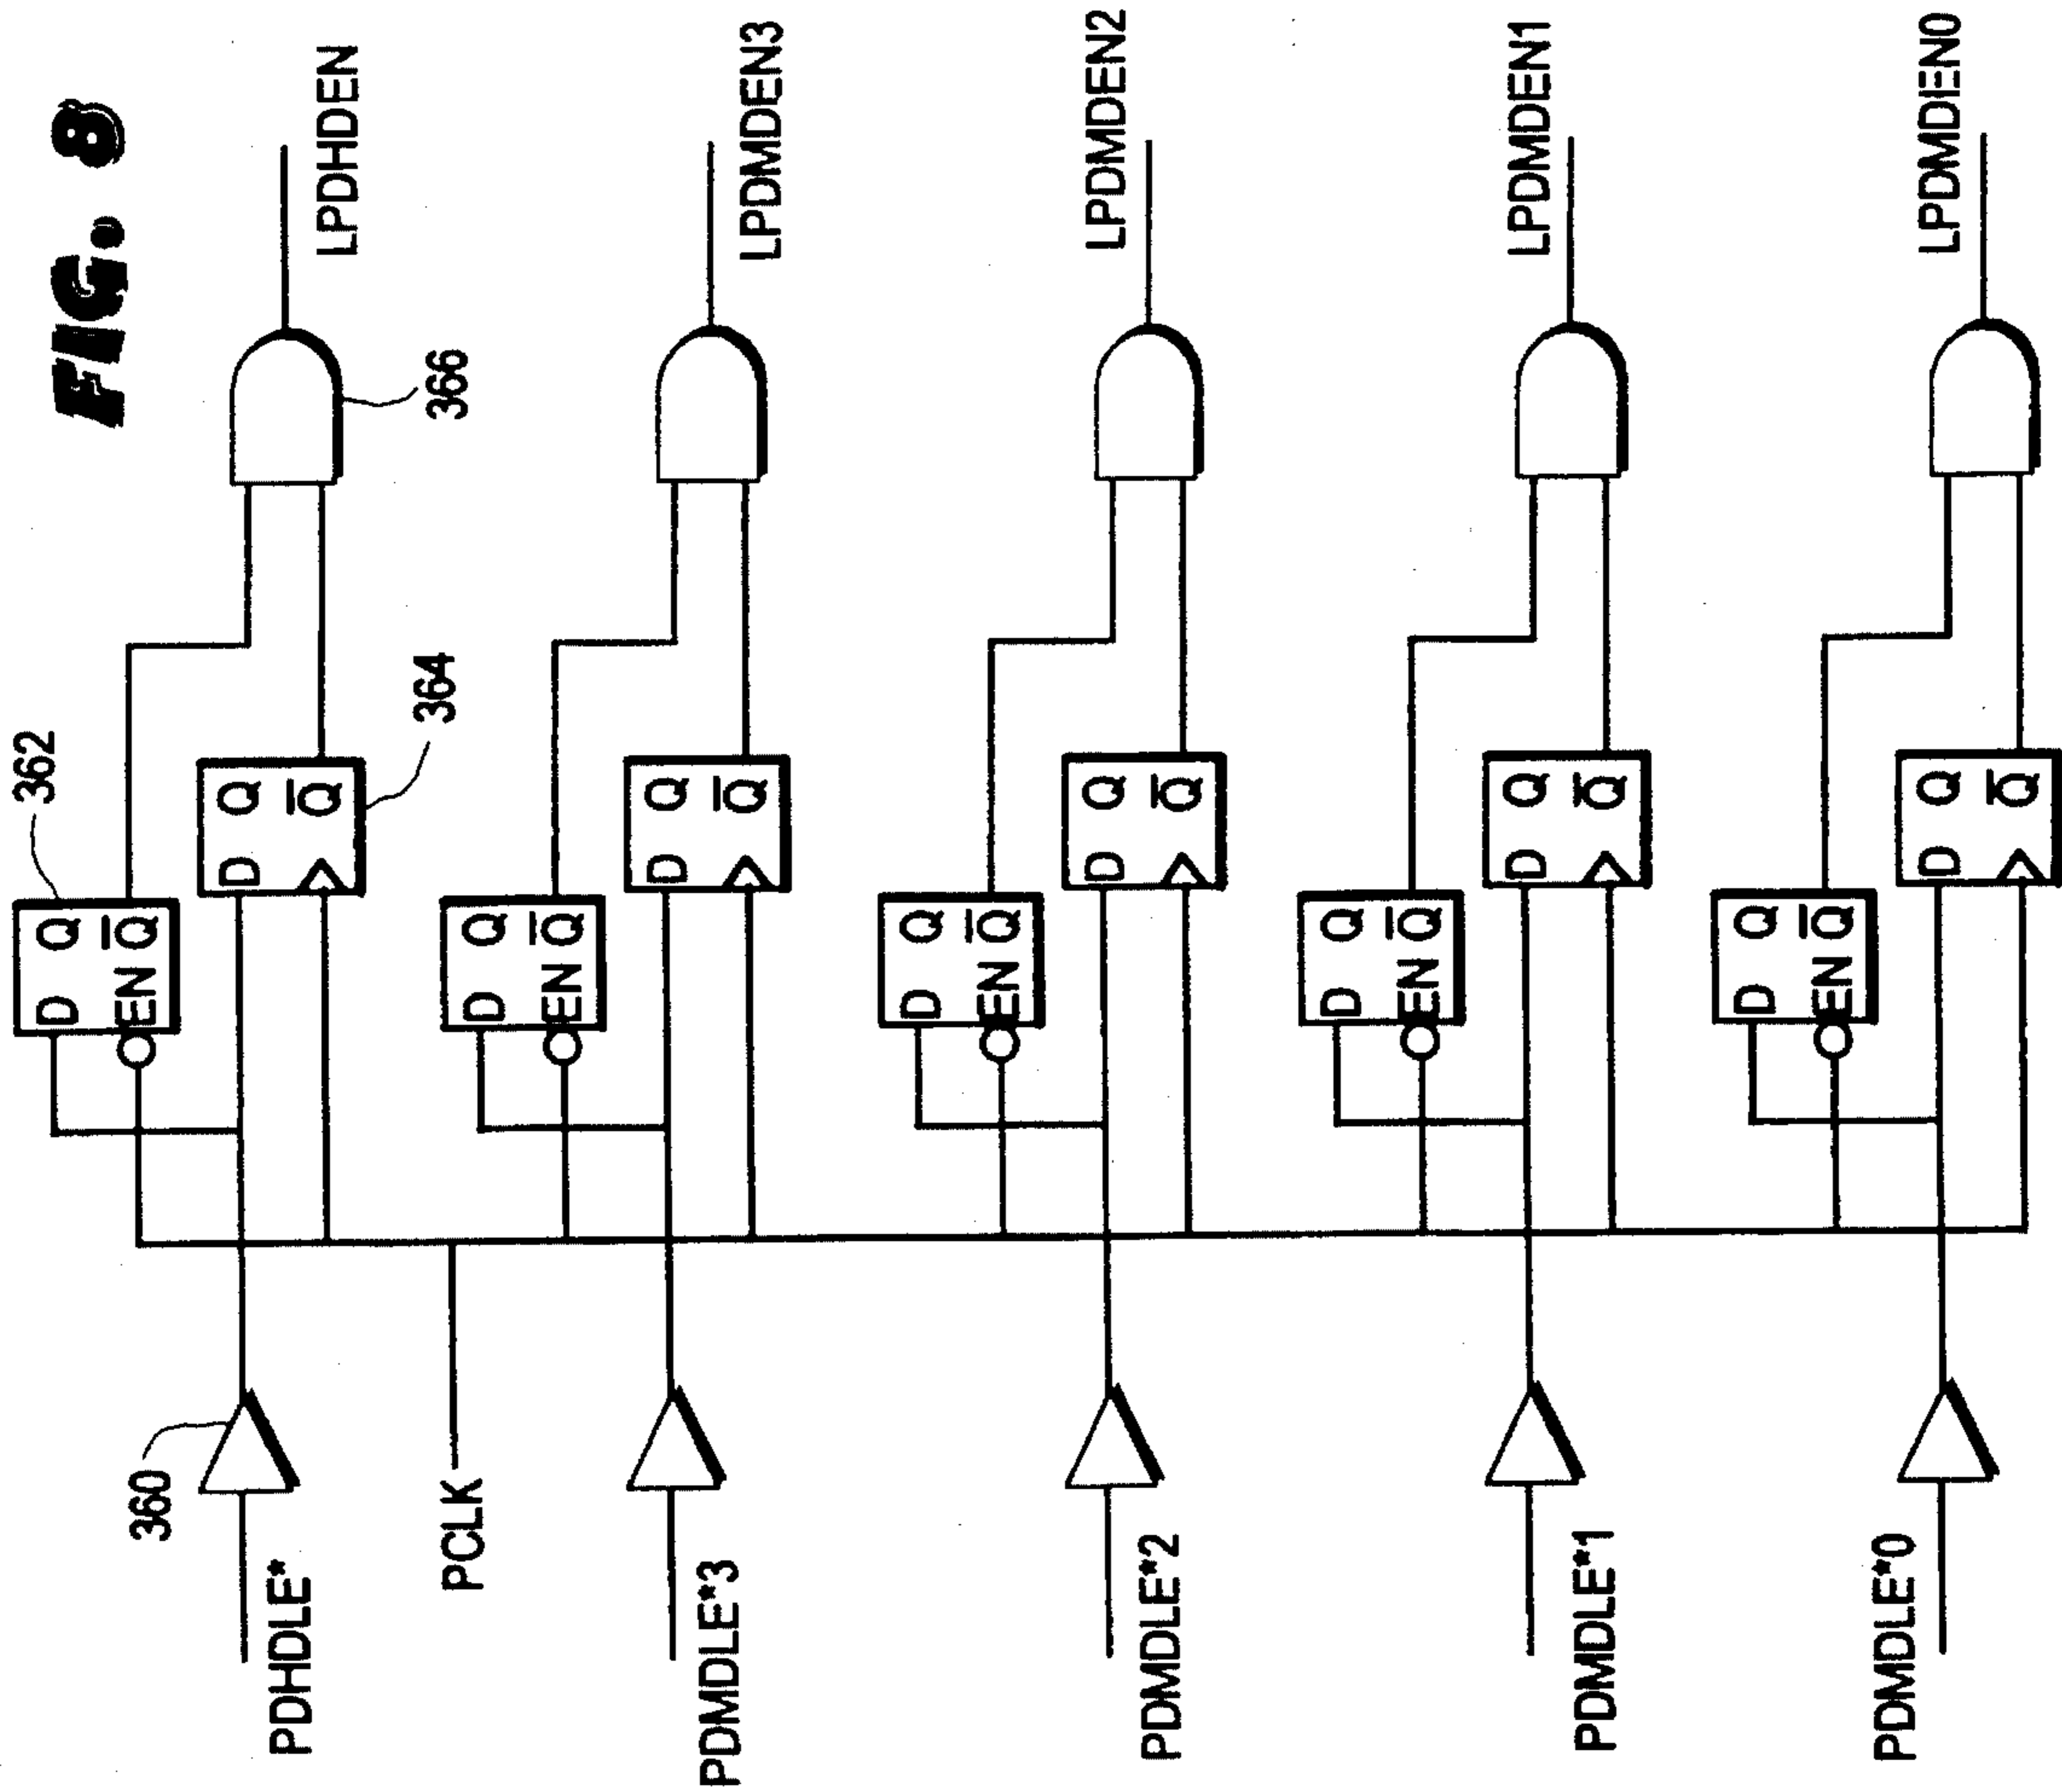 FIG. 8
362
D Q
EN Q
LPDHDEN
360
D Q
Q
366
364
PDHDLE*
PCLK
D Q
EN Q
LPDMDEN3
D Q
Q
PDMDLE*3
D Q
EN Q
LPDMDEN2
D Q
Q
PDMDLE*2
D Q
EN Q
LPDMDEN1
D Q
Q
PDMDLE*1
D Q
EN Q
LPDMDEN0
D Q
Q
PDMDLE*0